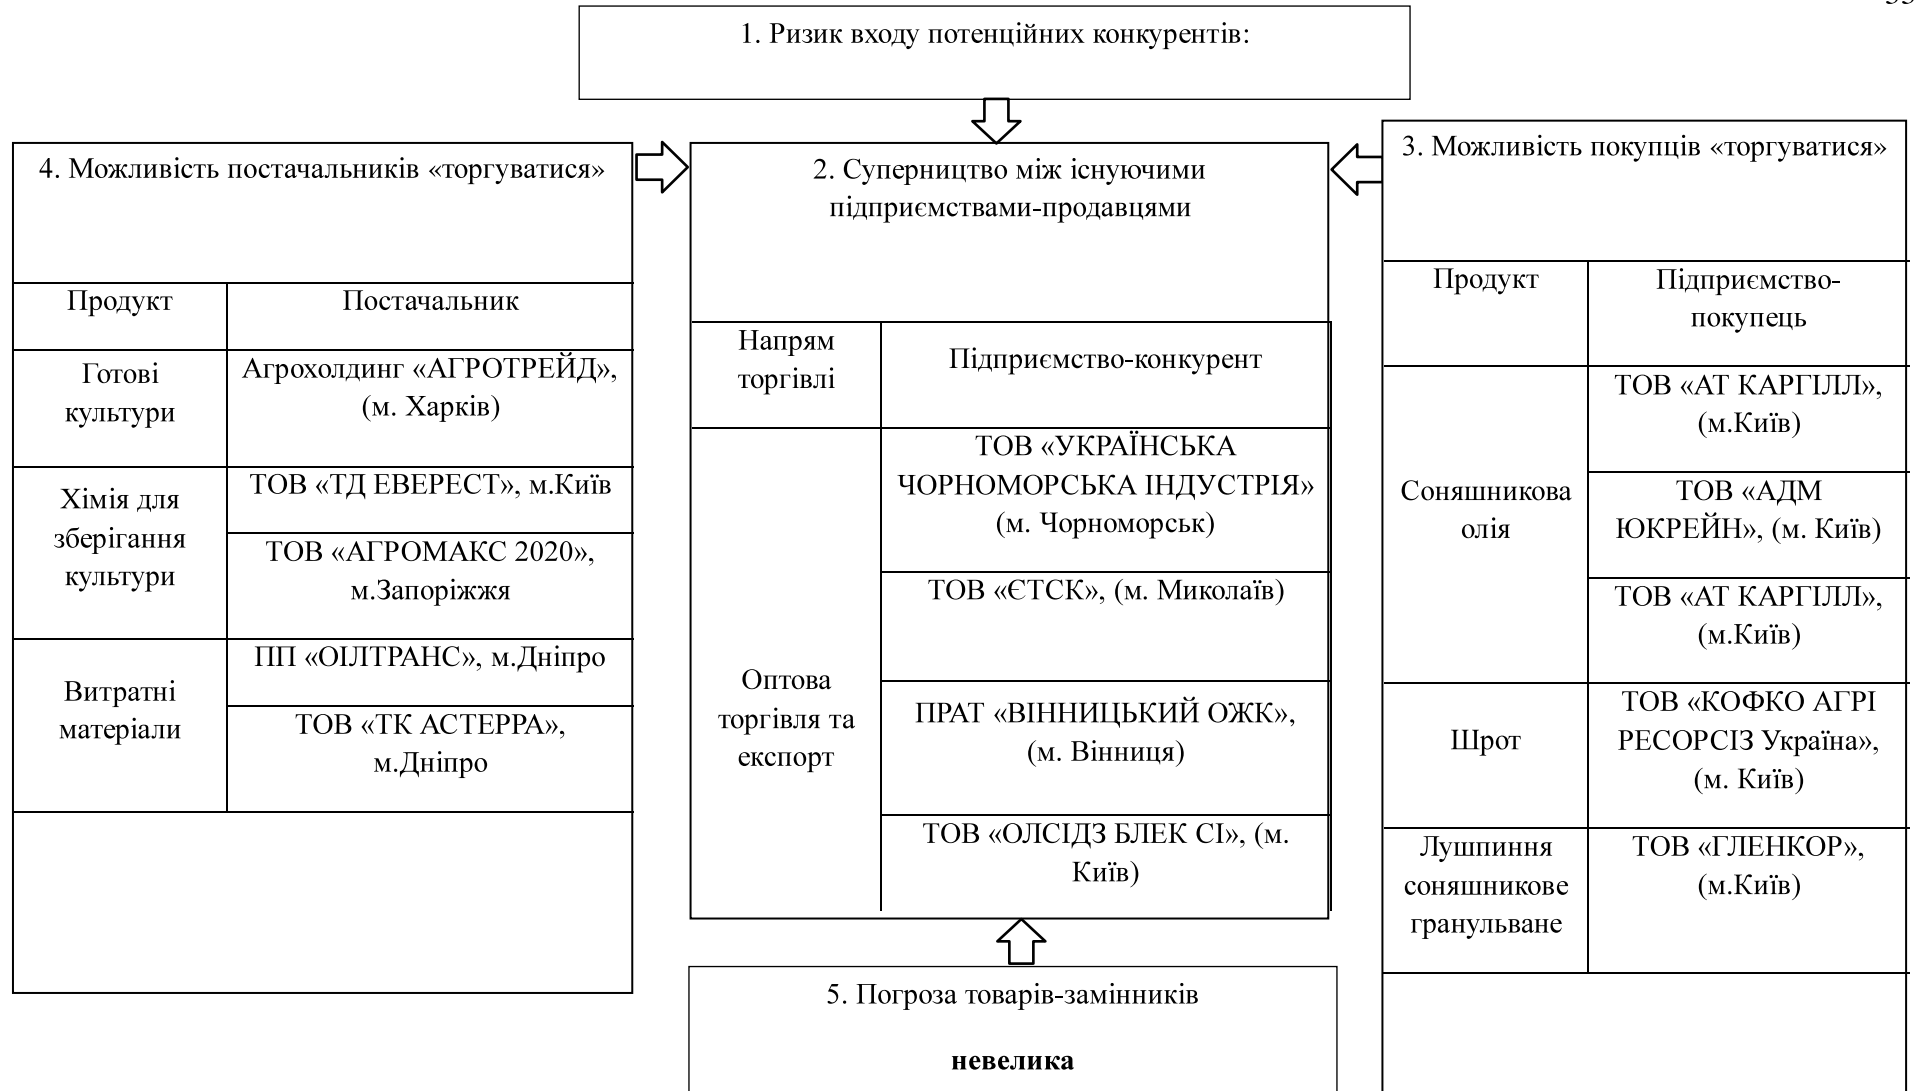 1. Ризик входу потенційних конкурентів:
4. Можливість постачальників «торгуватися»
Продукт
Постачальник
Готові
культури
Агрохолдинг «АГРОТРЕЙД»,
(м. Харків)
Хімія для
зберігання
культури
ТОВ «ТД ЕВЕРЕСТ», м.Київ
ТОВ «АГРОМАКС 2020»,
м.Запоріжжя
Витратні
матеріали
ПП «ОІЛТРАНС», м.Дніпро
ТОВ «ТК АСТЕРРА»,
м.Дніпро
2. Суперництво між існуючими
підприємствами-продавцями
Напрям
торгівлі
Підприємство-конкурент
Оптова
торгівля та
експорт
ТОВ «УКРАЇНСЬКА
ЧОРНОМОРСЬКА ІНДУСТРІЯ»
(м. Чорноморськ)
ТОВ «ЄТСК», (м. Миколаїв)
ПРАТ «ВІННИЦЬКИЙ ОЖК»,
(м. Вінниця)
ТОВ «ОЛСІДЗ БЛЕК СІ», (м.
Київ)
3. Можливість покупців «торгуватися»
Продукт
Підприємство-
покупець
Соняшникова
олія
ТОВ «АТ КАРГІЛЛ»,
(м.Київ)
ТОВ «АДМ
ЮКРЕЙН», (м. Київ)
ТОВ «АТ КАРГІЛЛ»,
(м.Київ)
Шрот
ТОВ «КОФКО АГРІ
РЕСОРСІЗ Україна»,
(м. Київ)
Лушпиння
соняшникове
гранульване
ТОВ «ГЛЕНКОР»,
(м.Київ)
5. Погроза товарів-замінників
невелика